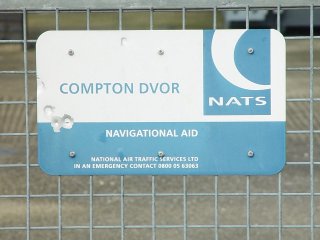 COMPTON DVOR
NATS
NAVIGATIONAL AID
NATIONAL AIR TRAFFIC SERVICES LTD
IN AN EMERGENCY CONTACT 0800 05 63063